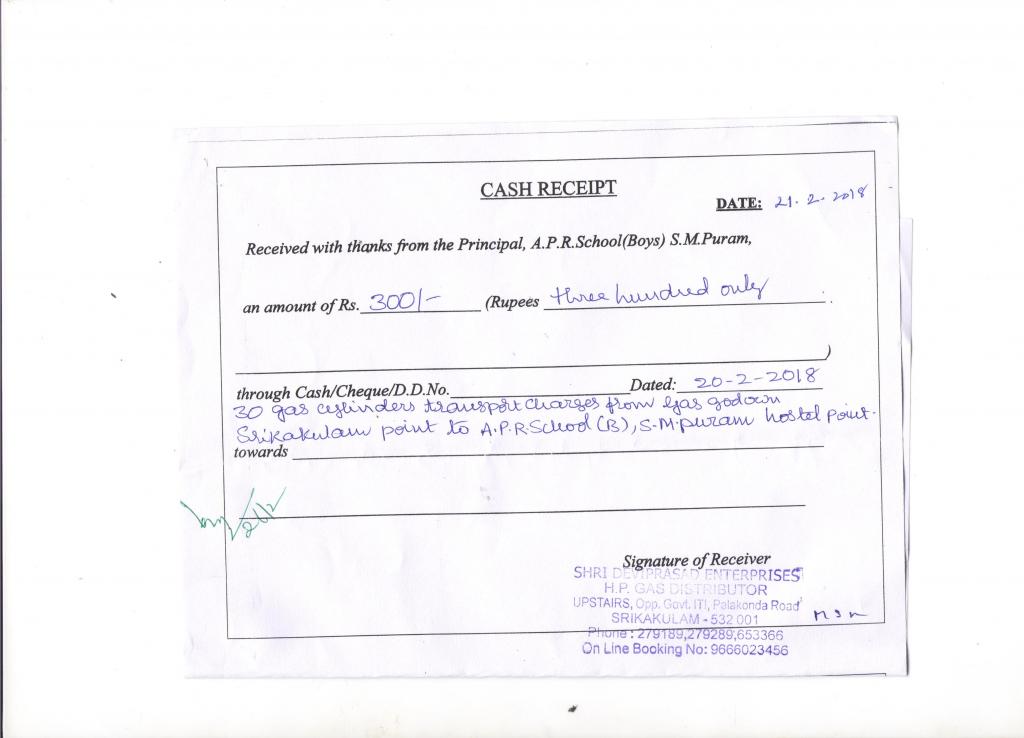 CASH RECEIPT
DATE: 21-2-2018
Received with thanks from the Principal, A.P.R.School(Boys) S.M.Puram,
an amount of Rs. 300/- (Rupees three hundred only .
)
through Cash/Cheque/D.D.No. Dated: 20-2-2018
30 gas cylinders transport charges from gas godown
Srikakulam point to A.P.R.School (B), S.M.puram hostel point.
towards
21/2
Signature of Receiver
SHRI DEVIPRASAD ENTERPRISES
H.P. GAS DISTRIBUTOR
UPSTAIRS, Opp. Govt. ITI, Palakonda Road
SRIKAKULAM - 532 001
Phone : 279189,279289,653366
On Line Booking No: 9666023456